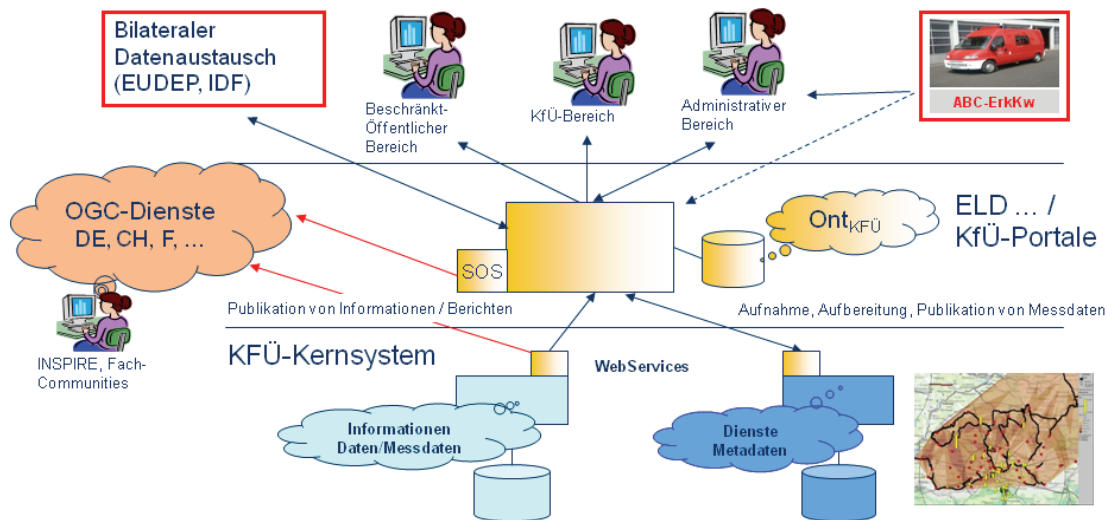 Bilateraler
Datenaustausch
(EUDEP, IDF)
Beschränkt-
Öffentlicher
Bereich
KfÜ-Bereich
Administrativer
Bereich
ABC-ErkKw
OGC-Dienste
DE, CH, F, ...
SOS
OntKFÜ
ELD ... /
KfÜ-Portale
Publikation von Informationen / Berichten
Aufnahme, Aufbereitung, Publikation von Messdaten
INSPIRE, Fach-
Communities
KFÜ-Kernsystem
WebServices
Informationen
Daten/Messdaten
Dienste
Metadaten